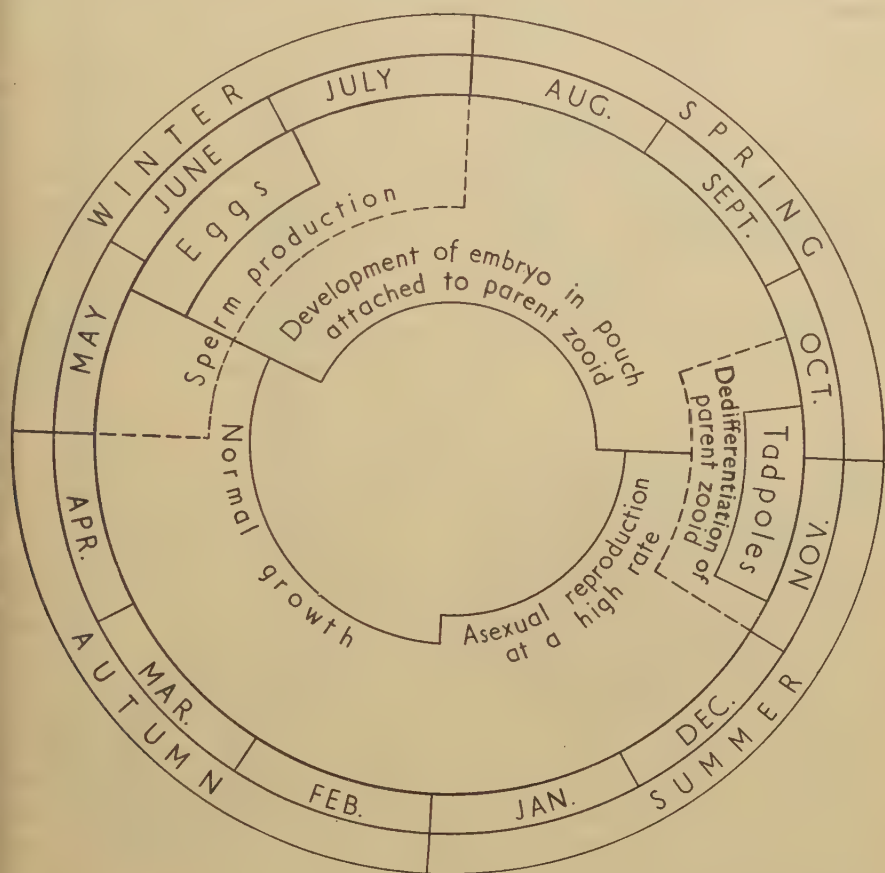 WINTER
SPRING
SUMMER
AUTUMN
JULY
AUG.
SEPT.
OCT.
NOV.
DEC.
JAN.
FEB.
MAR.
APR.
MAY
JUNE
Eggs
Sperm production
Development of embryo in pouch
attached to parent zooid
Dedifferentiation of
parent zooid
Tadpoles
Asexual reproduction
at a high rate
Normal growth